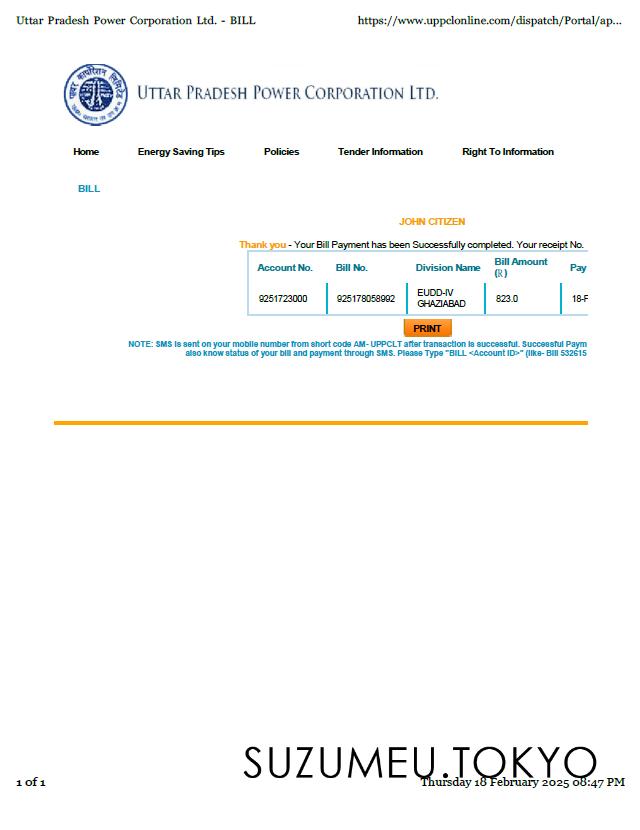 Uttar Pradesh Power Corporation Ltd. - BILL https://www.uppclonline.com/dispatch/Portal/ap...
UTTAR PRADESH POWER CORPORATION LTD.
Home Energy Saving Tips Policies Tender Information Right To Information
BILL
JOHN CITIZEN
Thank you - Your Bill Payment has been Successfully completed. Your receipt No.
Account No. Bill No. Division Name Bill Amount (R) Pay
9251723000 925178058992 EUDD-IV GHAZIABAD 823.0 18-F
PRINT
NOTE: SMS is sent on your mobile number from short code AM- UPPCLT after transaction is successful. Successful Paym
also know status of your bill and payment through SMS. Please Type "BILL <Account ID>" (like- Bill 532615
SUZUMEU.TOKYO
1 of 1 Thursday 18 February 2025 08:47 PM